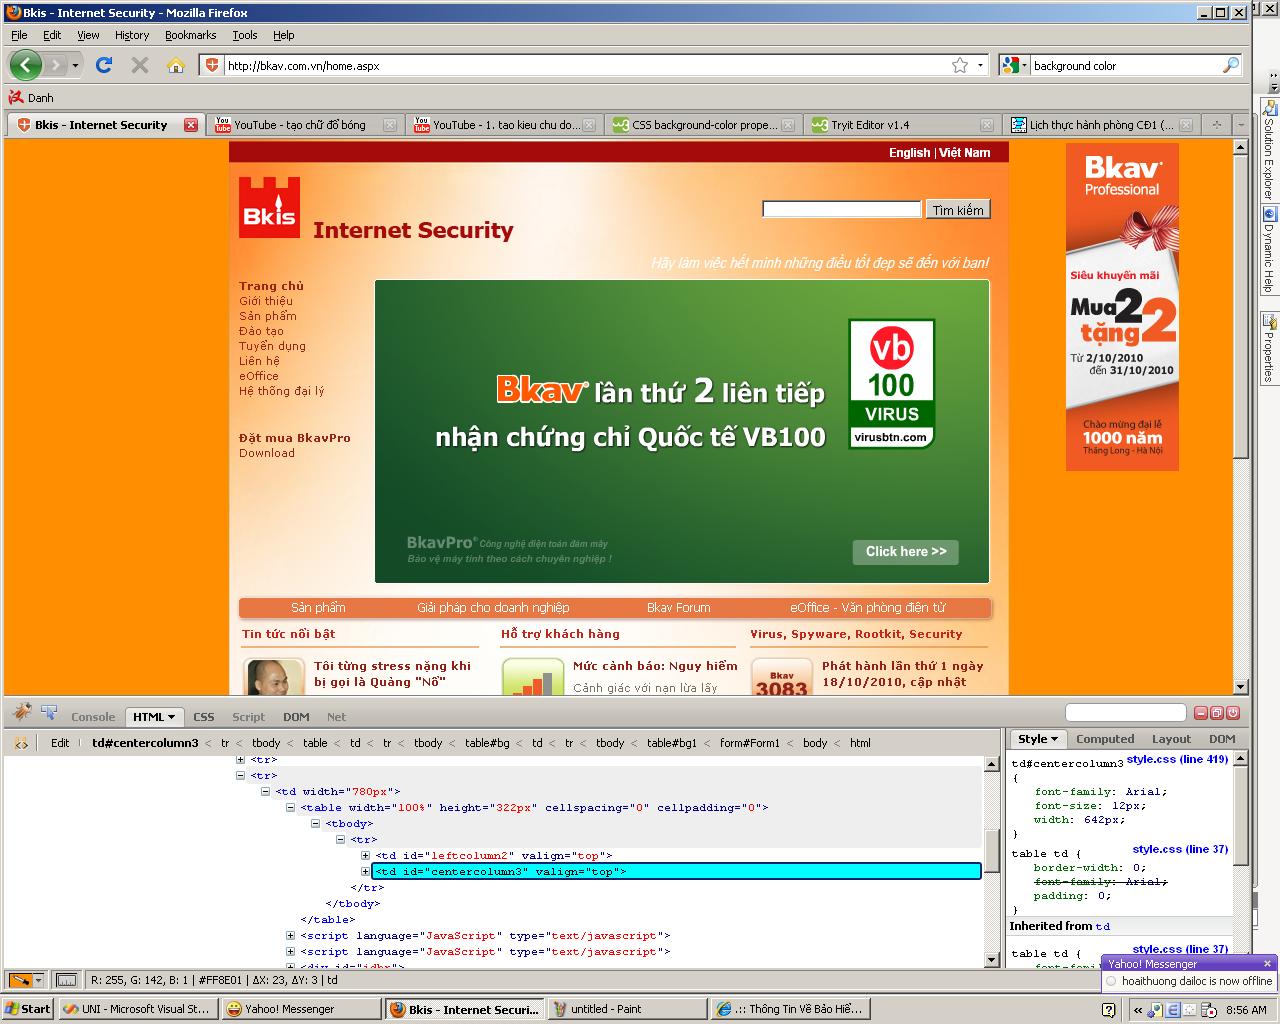 Bkis - Internet Security - Mozilla Firefox
File Edit View History Bookmarks Tools Help
http://bkav.com.vn/home.aspx
background color
Danh
Bkis - Internet Security
YouTube - tạo chữ đổ bóng
YouTube - 1. tao kieu chu do...
CSS background-color prope...
Tryit Editor v1.4
Lịch thực hành phòng CĐ1 (...
English | Việt Nam
Bkis
Internet Security
Tìm kiếm
Hãy làm việc hết mình những điều tốt đẹp sẽ đến với bạn!
Trang chủ
Giới thiệu
Sản phẩm
Đào tạo
Tuyển dụng
Liên hệ
eOffice
Hệ thống đại lý
Đặt mua BkavPro
Download
Bkav lần thứ 2 liên tiếp
nhận chứng chỉ Quốc tế VB100
vb
100
VIRUS
virusbtn.com
BkavPro Công nghệ điện toán đám mây
Bảo vệ máy tính theo cách chuyên nghiệp !
Click here >>
Bkav
Professional
Siêu khuyến mãi
Mua 2
tặng 2
Từ 2/10/2010
đến 31/10/2010
Chào mừng đại lễ
1000 năm
Thăng Long - Hà Nội
Sản phẩm
Giải pháp cho doanh nghiệp
Bkav Forum
eOffice - Văn phòng điện tử
Tin tức nổi bật
Hỗ trợ khách hàng
Virus, Spyware, Rootkit, Security
Tôi từng stress nặng khi
bị gọi là Quảng "Nổ"
Mức cảnh báo: Nguy hiểm
Cảnh giác với nạn lừa lấy
Bkav
3083
Phát hành lần thứ 1 ngày
18/10/2010, cập nhật
Solution Explorer
Dynamic Help
Properties
Console HTML CSS Script DOM Net
Edit td#centercolumn3 < tr < tbody < table < td < tr < tbody < table#bg < td < tr < tbody < table#bg1 < form#Form1 < body < html
<tr>
<tr>
<td width="780px">
<table width="100%" height="322px" cellspacing="0" cellpadding="0">
<tbody>
<tr>
<td id="leftcolumn2" valign="top">
<td id="centercolumn3" valign="top">
</tr>
</tbody>
</table>
<script language="JavaScript" type="text/javascript">
<script language="JavaScript" type="text/javascript">
Style Computed Layout DOM
td#centercolumn3 style.css (line 419)
{
font-family: Arial;
font-size: 12px;
width: 642px;
}
table td { style.css (line 37)
border-width: 0;
font-family: Arial;
padding: 0;
}
Inherited from td
table td { style.css (line 37)
R: 255, G: 142, B: 1 | #FF8E01 | ΔX: 23, ΔY: 3 | td
Yahoo! Messenger
hoaithuong dailoc is now offline
Start
UNI - Microsoft Visual St...
Yahoo! Messenger
Bkis - Internet Securi...
untitled - Paint
.:: Thông Tin Về Bảo Hiể...
8:56 AM